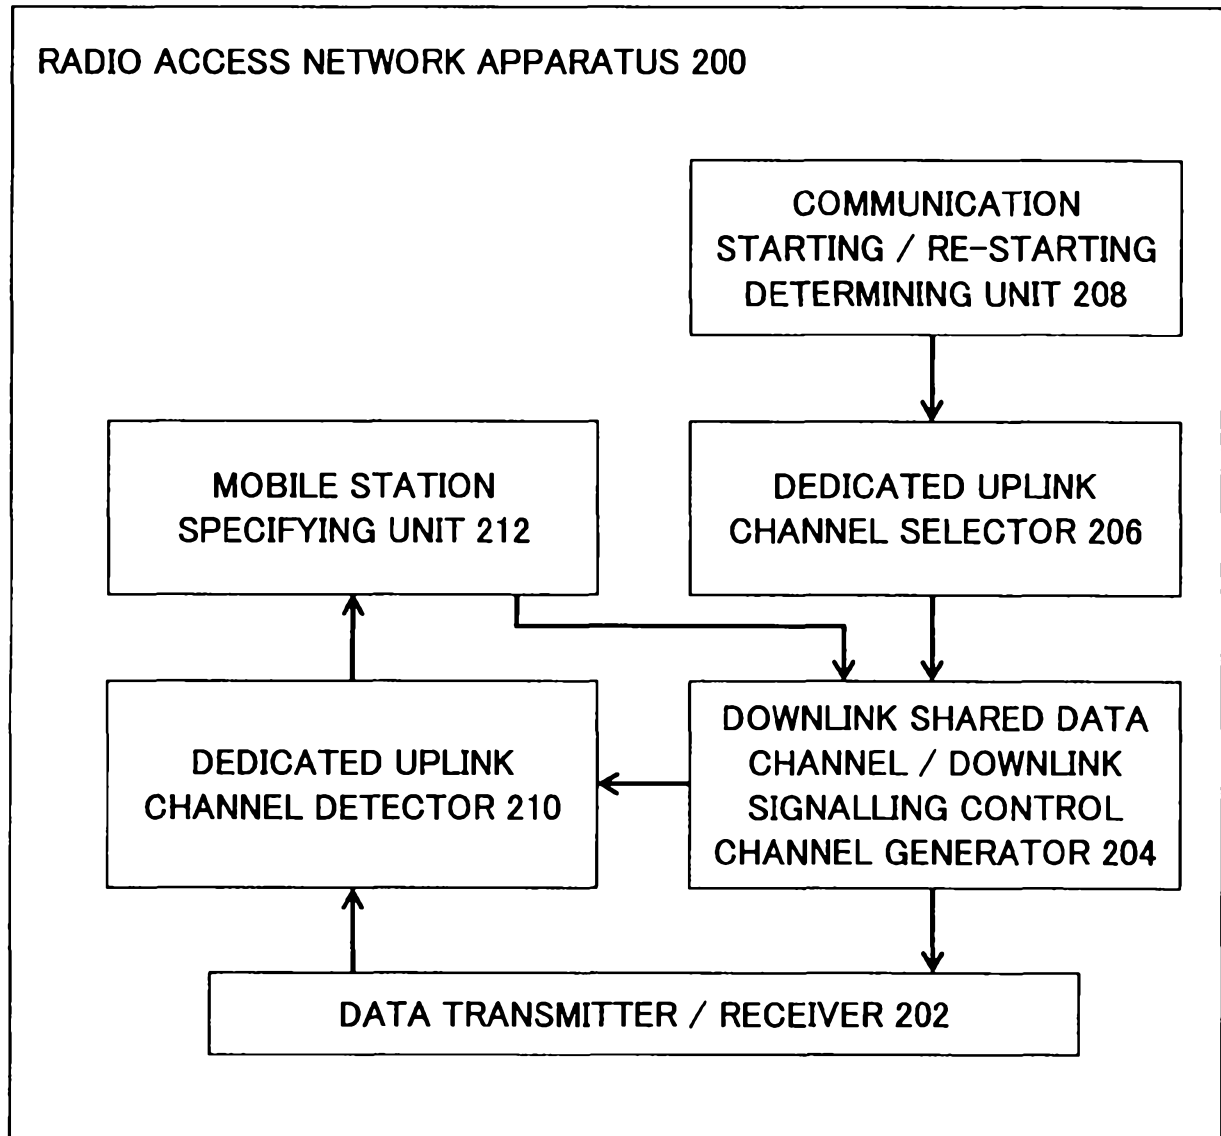 RADIO ACCESS NETWORK APPARATUS 200
COMMUNICATION
STARTING / RE-STARTING
DETERMINING UNIT 208
MOBILE STATION
SPECIFYING UNIT 212
DEDICATED UPLINK
CHANNEL SELECTOR 206
DEDICATED UPLINK
CHANNEL DETECTOR 210
DOWNLINK SHARED DATA
CHANNEL / DOWNLINK
SIGNALLING CONTROL
CHANNEL GENERATOR 204
DATA TRANSMITTER / RECEIVER 202